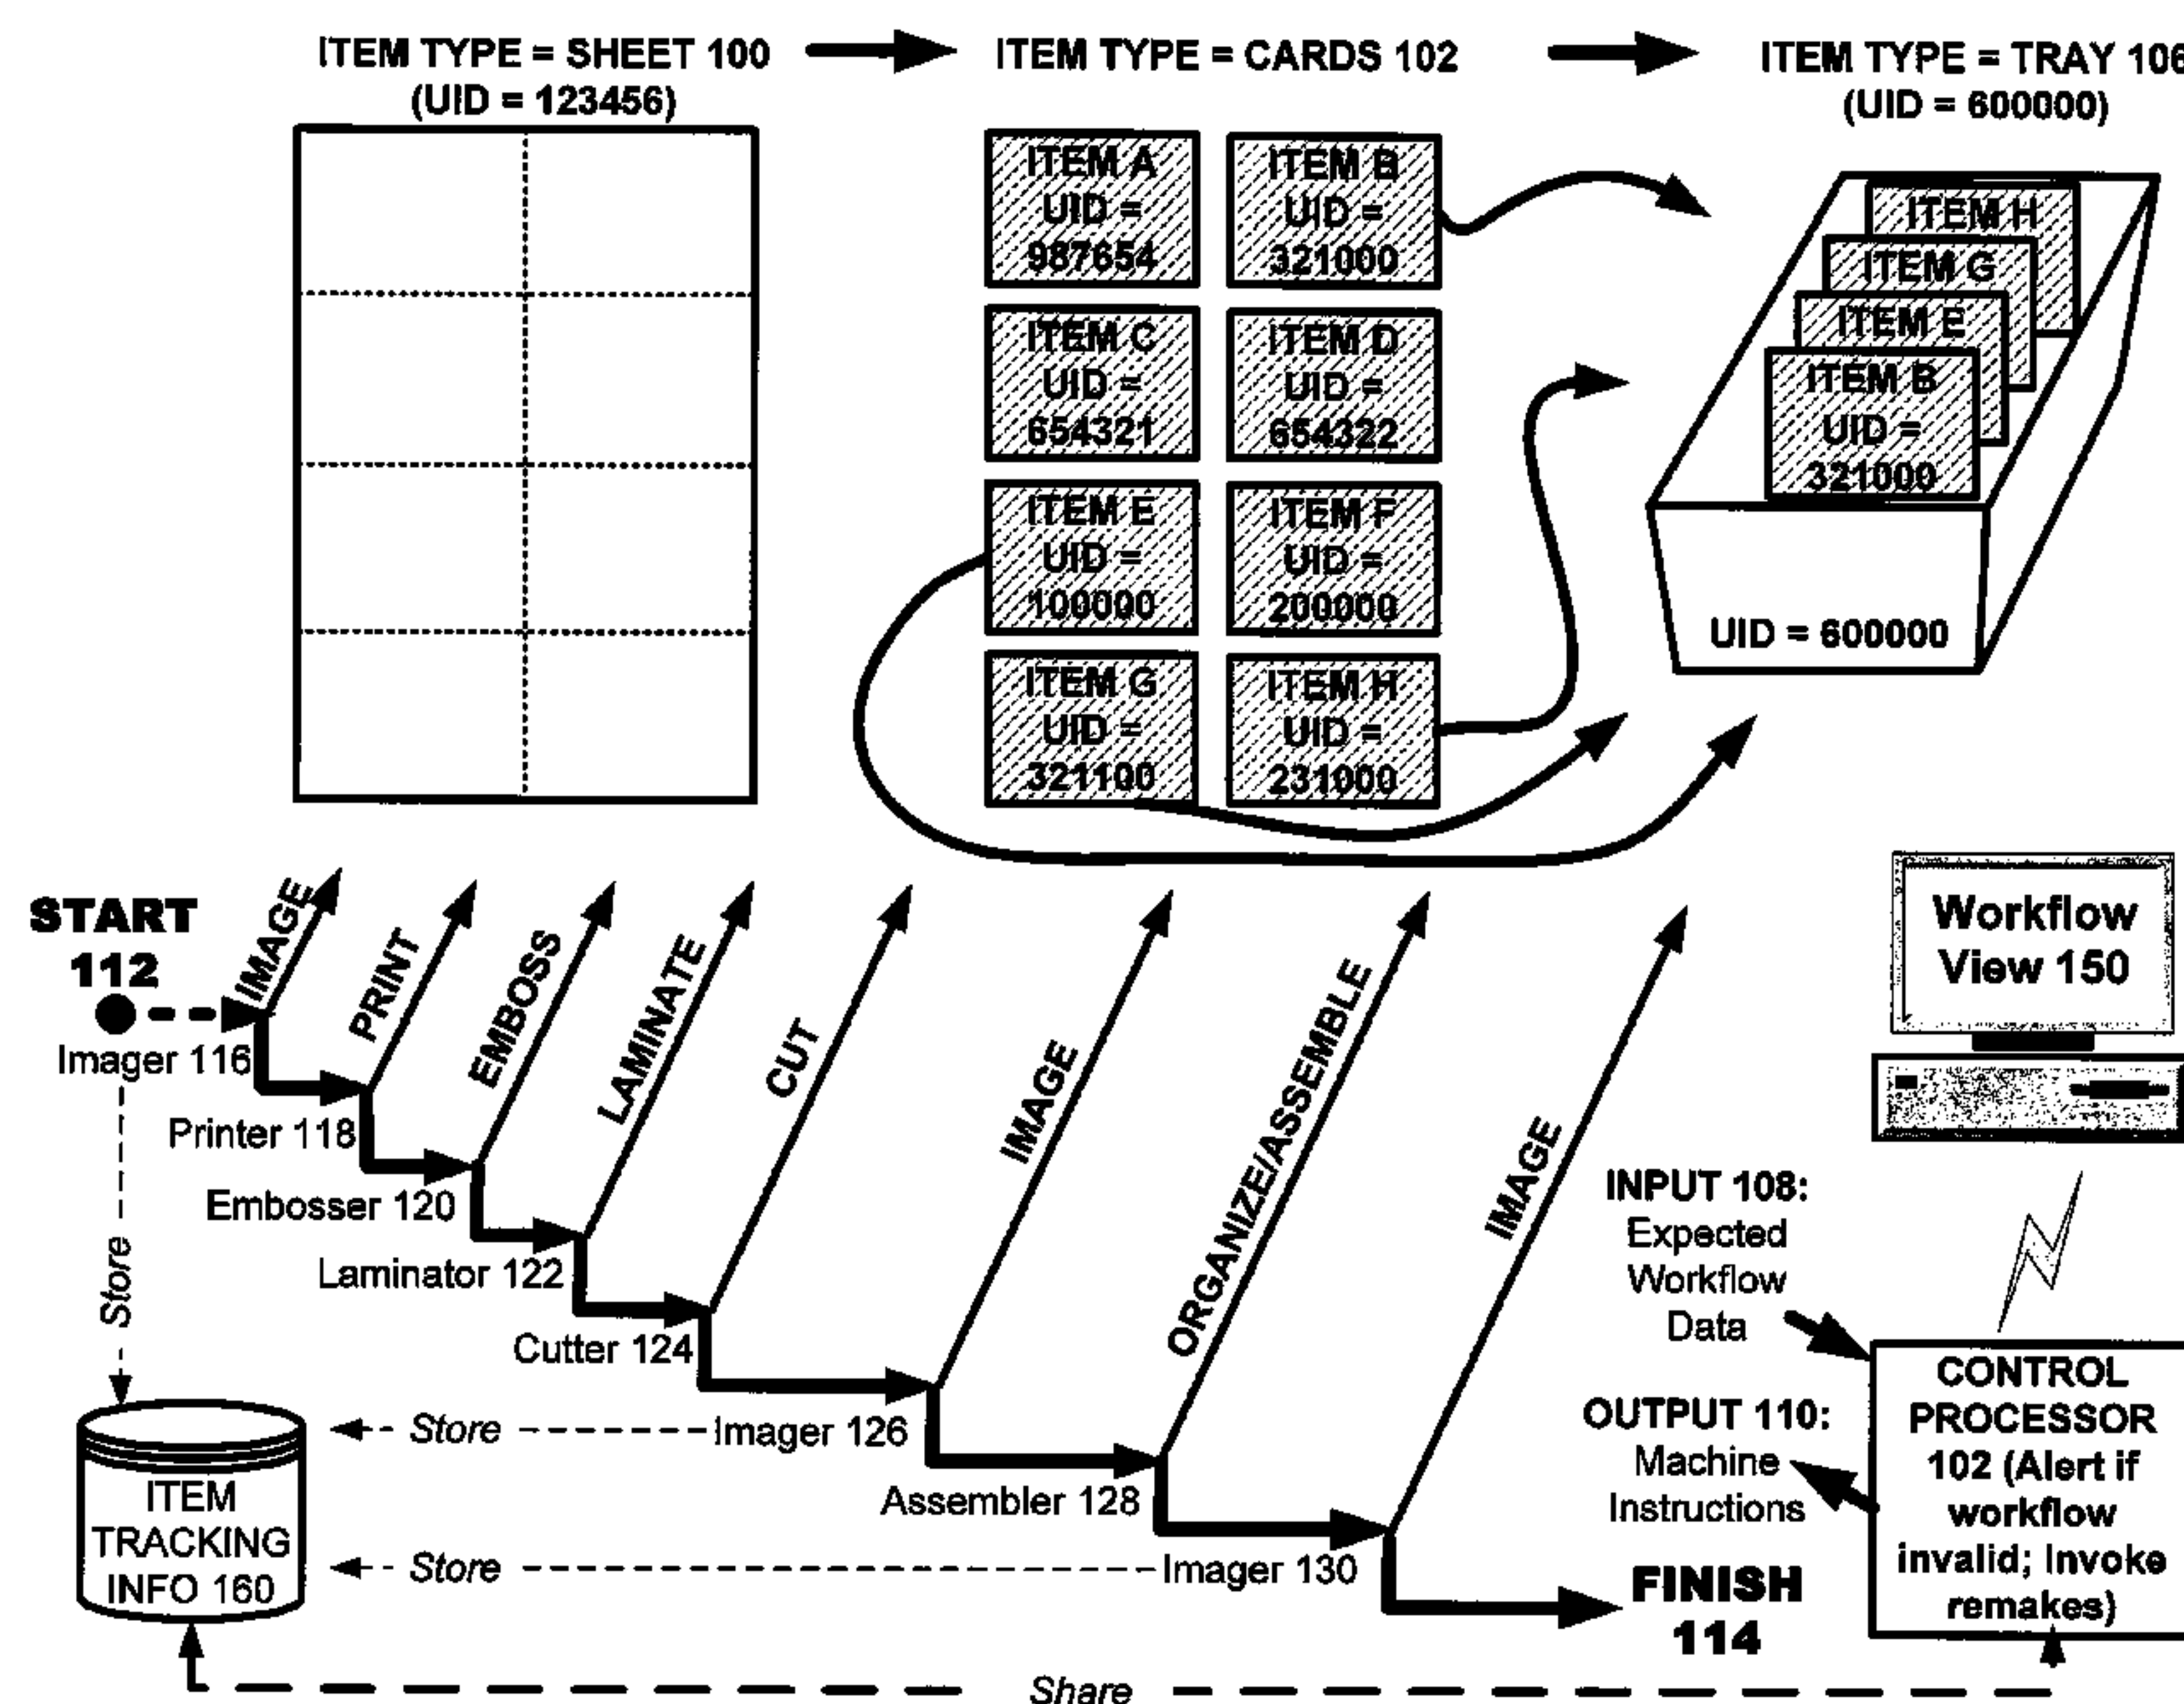 ITEM TYPE = SHEET 100
(UID = 123456)
ITEM TYPE = CARDS 102
ITEM TYPE = TRAY 106
(UID = 600000)
ITEM A
UID =
987654
ITEM B
UID =
321000
ITEM C
UID =
654321
ITEM D
UID =
654322
ITEM E
UID =
100000
ITEM F
UID =
200000
ITEM G
UID =
321100
ITEM H
UID =
231000
ITEM H
ITEM G
ITEM E
ITEM B
UID =
321000
UID = 600000
START
112
IMAGE
PRINT
EMBOSS
LAMINATE
CUT
IMAGE
ORGANIZE/ASSEMBLE
IMAGE
Imager 116
Printer 118
Embosser 120
Laminator 122
Cutter 124
Imager 126
Assembler 128
Imager 130
FINISH
114
Store
Store
Store
ITEM
TRACKING
INFO 160
Workflow
View 150
INPUT 108:
Expected
Workflow
Data
OUTPUT 110:
Machine
Instructions
CONTROL
PROCESSOR
102 (Alert if
workflow
invalid; Invoke
remakes)
Share